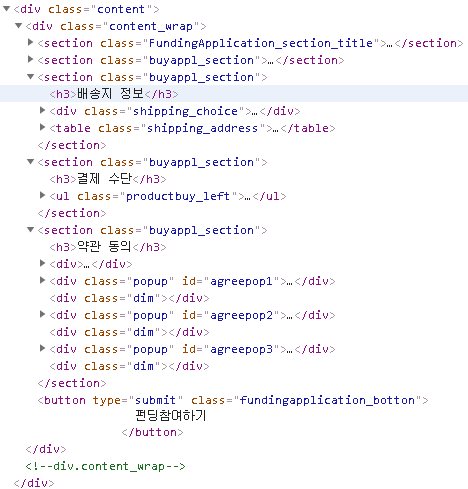 ▼<div class="content">
▼<div class="content_wrap">
▶<section class="FundingApplication_section_title">…</section>
▶<section class="buyappl_section">…</section>
▼<section class="buyappl_section">
<h3>배송지 정보</h3>
▶<div class="shipping_choice">…</div>
▶<table class="shipping_address">…</table>
</section>
▼<section class="buyappl_section">
<h3>결제 수단</h3>
▶<ul class="productbuy_left">…</ul>
</section>
▼<section class="buyappl_section">
<h3>약관 동의</h3>
▶<div>…</div>
▶<div class="popup" id="agreepop1">…</div>
<div class="dim"></div>
▶<div class="popup" id="agreepop2">…</div>
<div class="dim"></div>
▶<div class="popup" id="agreepop3">…</div>
<div class="dim"></div>
</section>
<button type="submit" class="fundingapplication_botton">
펀딩참여하기
</button>
</div>
<!--div.content_wrap-->
</div>